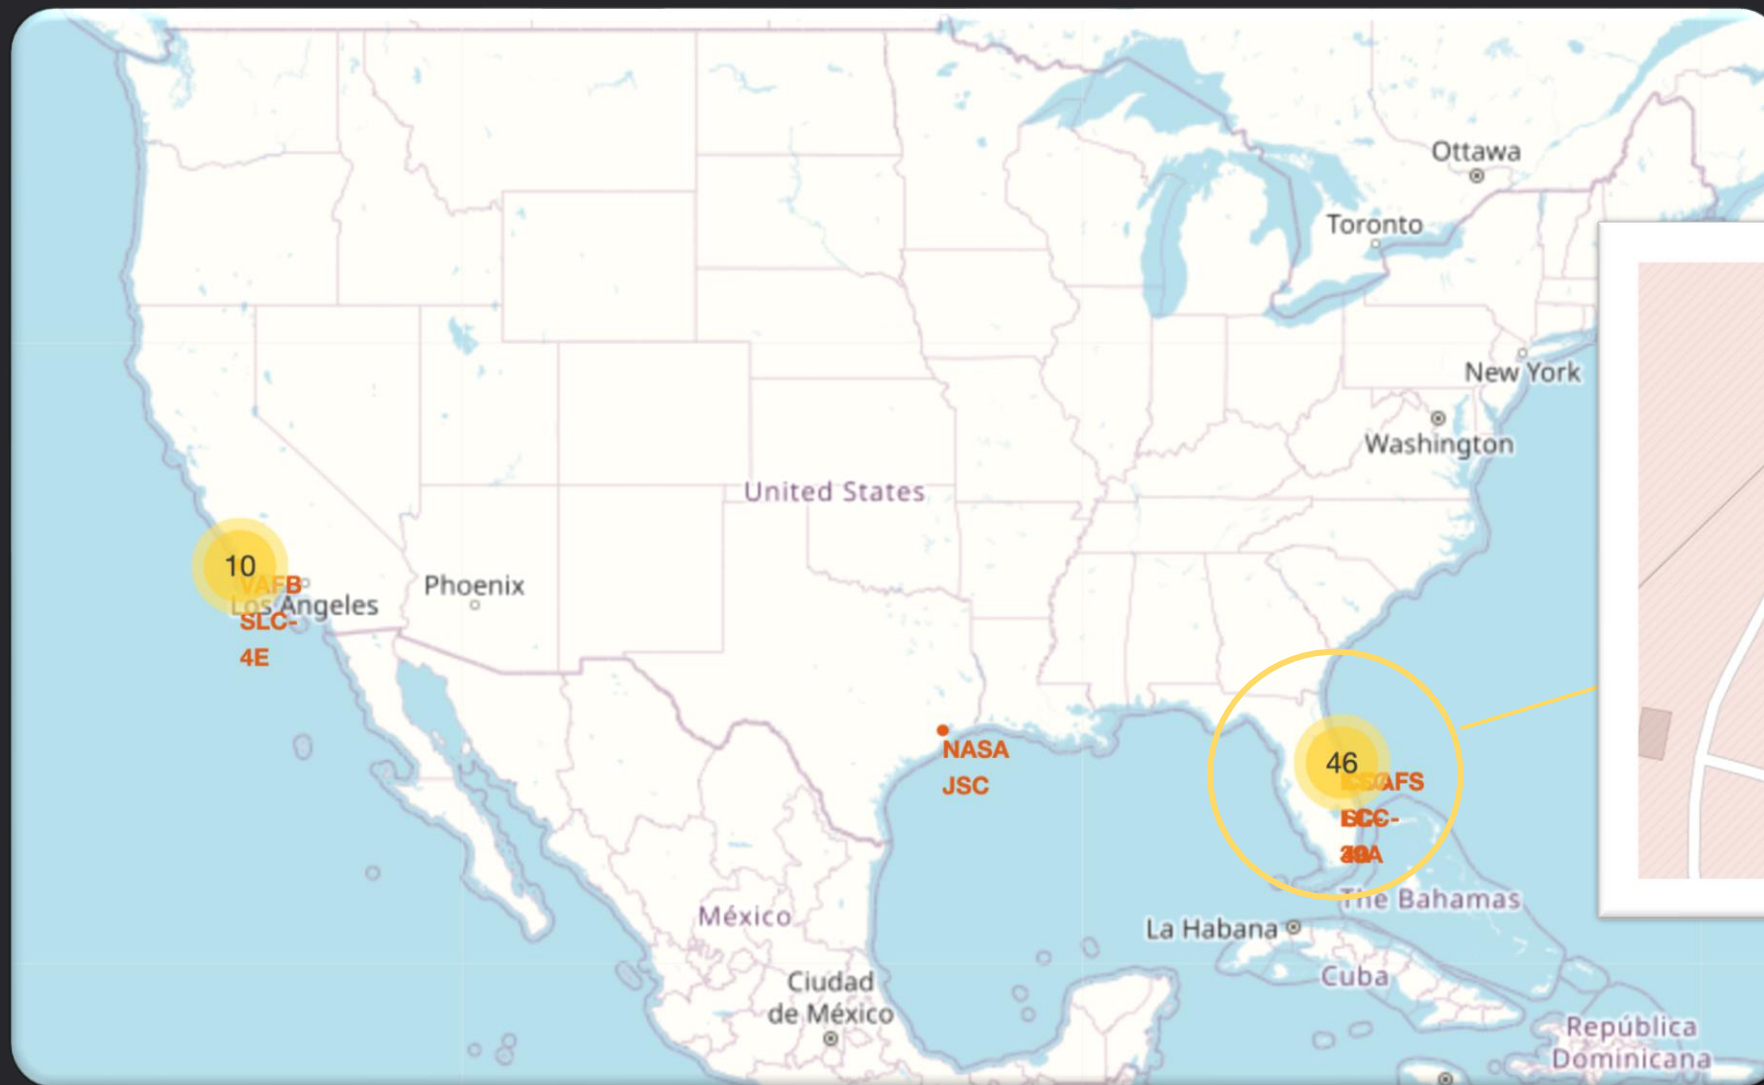 Ottawa
Toronto
New York
Washington
United States
10
VAFB
Los Angeles
SLC-
4E
Phoenix
NASA
JSC
46
The Bahamas
México
La Habana
Cuba
Ciudad
de México
República
Dominicana